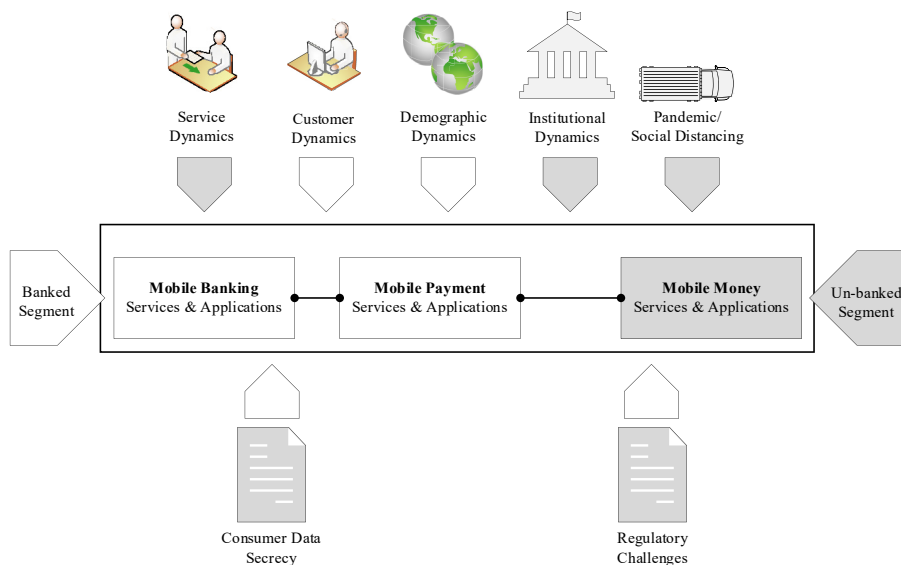 Service
Dynamics
Customer
Dynamics
Demographic
Dynamics
Institutional
Dynamics
Pandemic/
Social Distancing
Banked
Segment
Mobile Banking
Services & Applications
Mobile Payment
Services & Applications
Mobile Money
Services & Applications
Un-banked
Segment
Consumer Data
Secrecy
Regulatory
Challenges